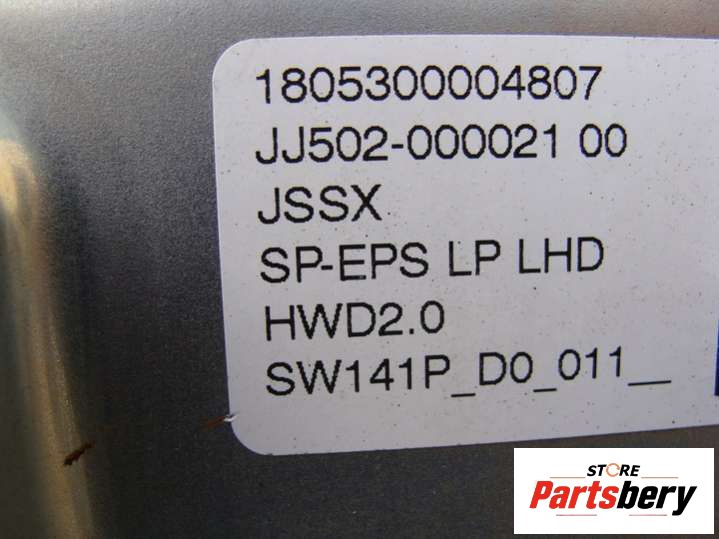 1805300004807
JJ502-000021 00
JSSX
SP-EPS LP LHD
HWD2.0
SW141P_D0_011__
STORE
Partsbery